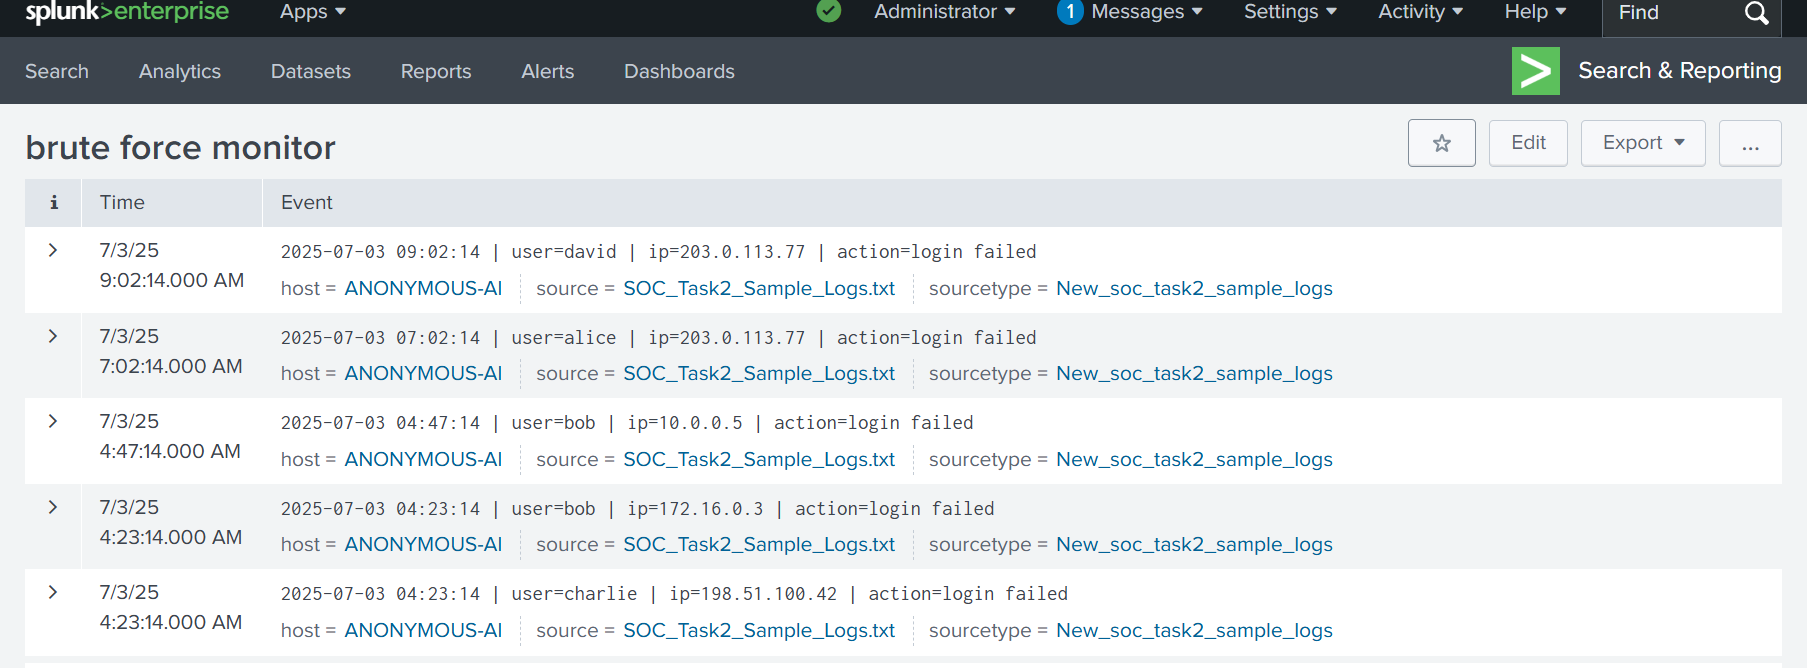 splunk>enterprise Apps Administrator 1 Messages Settings Activity Help Find
Search Analytics Datasets Reports Alerts Dashboards > Search & Reporting
brute force monitor Edit Export ...
i Time Event
7/3/25 2025-07-03 09:02:14 | user=david | ip=203.0.113.77 | action=login failed
9:02:14.000 AM host = ANONYMOUS-AI source = SOC_Task2_Sample_Logs.txt sourcetype = New_soc_task2_sample_logs
7/3/25 2025-07-03 07:02:14 | user=alice | ip=203.0.113.77 | action=login failed
7:02:14.000 AM host = ANONYMOUS-AI source = SOC_Task2_Sample_Logs.txt sourcetype = New_soc_task2_sample_logs
7/3/25 2025-07-03 04:47:14 | user=bob | ip=10.0.0.5 | action=login failed
4:47:14.000 AM host = ANONYMOUS-AI source = SOC_Task2_Sample_Logs.txt sourcetype = New_soc_task2_sample_logs
7/3/25 2025-07-03 04:23:14 | user=bob | ip=172.16.0.3 | action=login failed
4:23:14.000 AM host = ANONYMOUS-AI source = SOC_Task2_Sample_Logs.txt sourcetype = New_soc_task2_sample_logs
7/3/25 2025-07-03 04:23:14 | user=charlie | ip=198.51.100.42 | action=login failed
4:23:14.000 AM host = ANONYMOUS-AI source = SOC_Task2_Sample_Logs.txt sourcetype = New_soc_task2_sample_logs